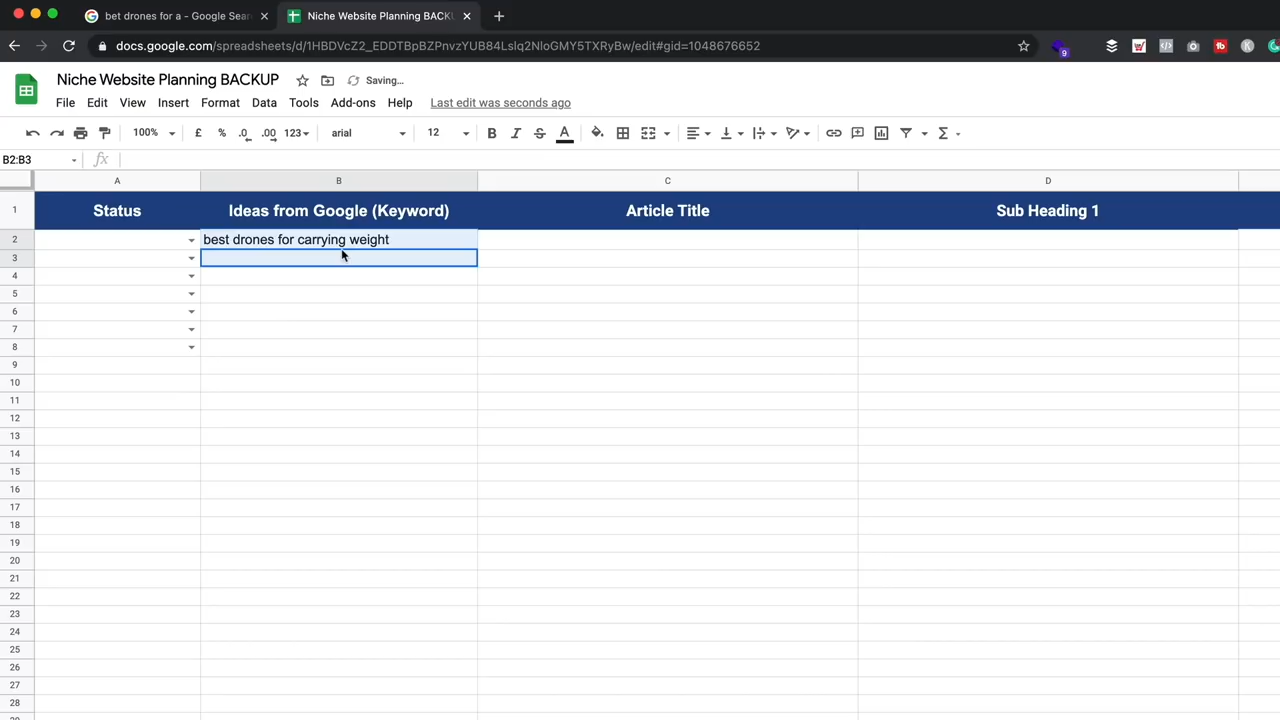 bet drones for a - Google Sear
Niche Website Planning BACKU
docs.google.com/spreadsheets/d/1HBDVcZ2_EDDTBpBZPnvzYUB84Lslq2NloGMY5TXRyBw/edit#gid=1048676652
9
Niche Website Planning BACKUP
Saving...
File Edit View Insert Format Data Tools Add-ons Help Last edit was seconds ago
100% £ % .0 .00 123 arial 12 B I S A Σ
B2:B3 fx
A B C D
1 Status Ideas from Google (Keyword) Article Title Sub Heading 1
2 best drones for carrying weight
3
4
5
6
7
8
9
10
11
12
13
14
15
16
17
18
19
20
21
22
23
24
25
26
27
28